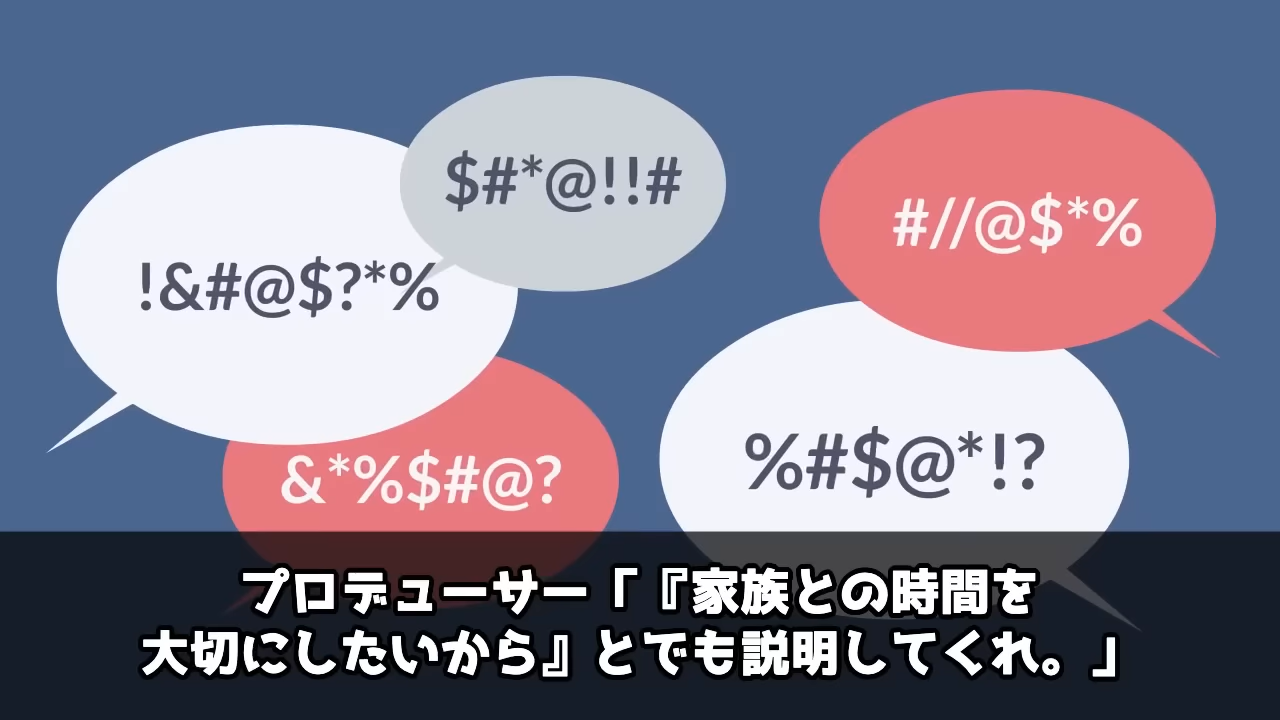 $#*@!!#
#//@$*%
!&#@$?*%
%#$@*!?
&*%$#@?
プロデューサー「『家族との時間を
大切にしたいから』とでも説明してくれ。」